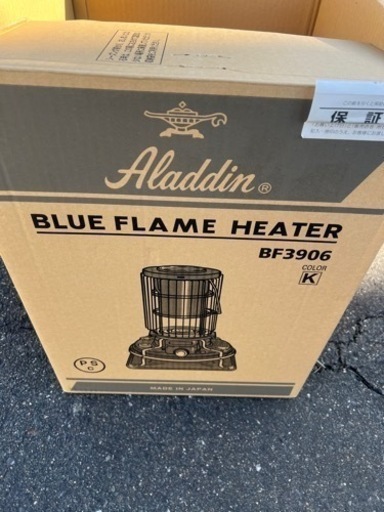 保証
Aladdin®
BLUE FLAME HEATER
BF3906
COLOR
K
PS
C
MADE IN JAPAN